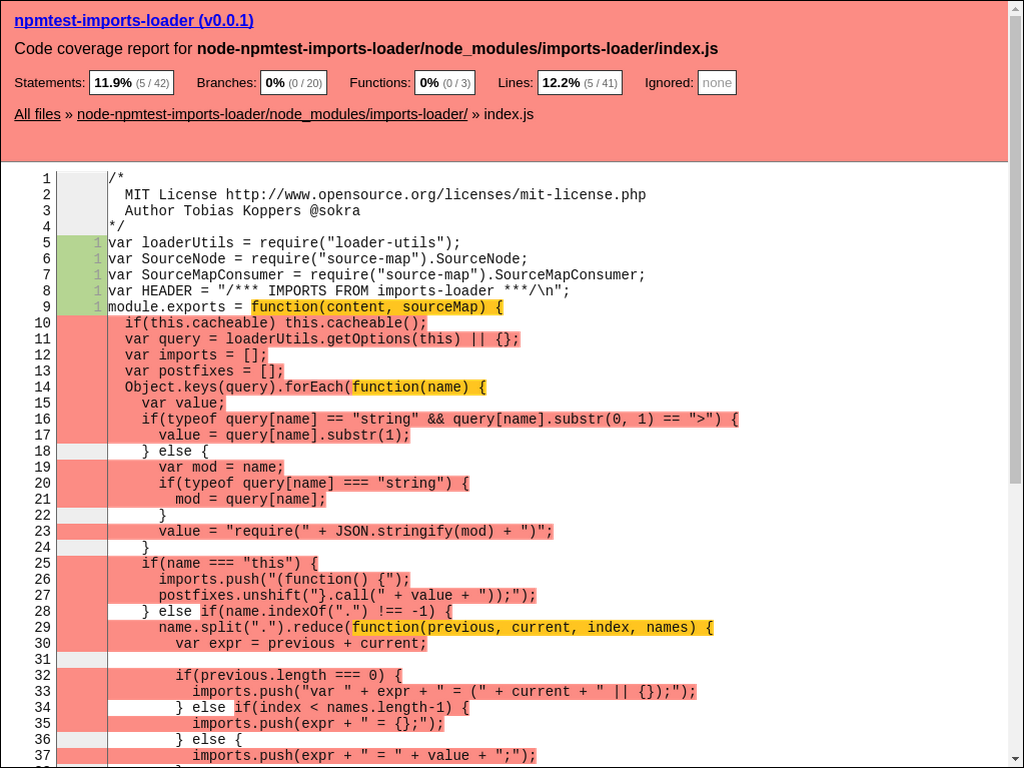 npmtest-imports-loader (v0.0.1)
Code coverage report for node-npmtest-imports-loader/node_modules/imports-loader/index.js
Statements: 11.9% (5 / 42) Branches: 0% (0 / 20) Functions: 0% (0 / 3) Lines: 12.2% (5 / 41) Ignored: none
All files » node-npmtest-imports-loader/node_modules/imports-loader/ » index.js
1 /*
2   MIT License http://www.opensource.org/licenses/mit-license.php
3   Author Tobias Koppers @sokra
4 */
5 1 var loaderUtils = require("loader-utils");
6 1 var SourceNode = require("source-map").SourceNode;
7 1 var SourceMapConsumer = require("source-map").SourceMapConsumer;
8 1 var HEADER = "/*** IMPORTS FROM imports-loader ***/\n";
9 1 module.exports = function(content, sourceMap) {
10   if(this.cacheable) this.cacheable();
11   var query = loaderUtils.getOptions(this) || {};
12   var imports = [];
13   var postfixes = [];
14   Object.keys(query).forEach(function(name) {
15     var value;
16     if(typeof query[name] == "string" && query[name].substr(0, 1) == ">") {
17       value = query[name].substr(1);
18     } else {
19       var mod = name;
20       if(typeof query[name] === "string") {
21         mod = query[name];
22       }
23       value = "require(" + JSON.stringify(mod) + ")";
24     }
25     if(name === "this") {
26       imports.push("(function() {");
27       postfixes.unshift("}.call(" + value + "));");
28     } else if(name.indexOf(".") !== -1) {
29       name.split(".").reduce(function(previous, current, index, names) {
30         var expr = previous + current;
31
32         if(previous.length === 0) {
33           imports.push("var " + expr + " = (" + current + " || {});");
34         } else if(index < names.length-1) {
35           imports.push(expr + " = {};");
36         } else {
37           imports.push(expr + " = " + value + ";");